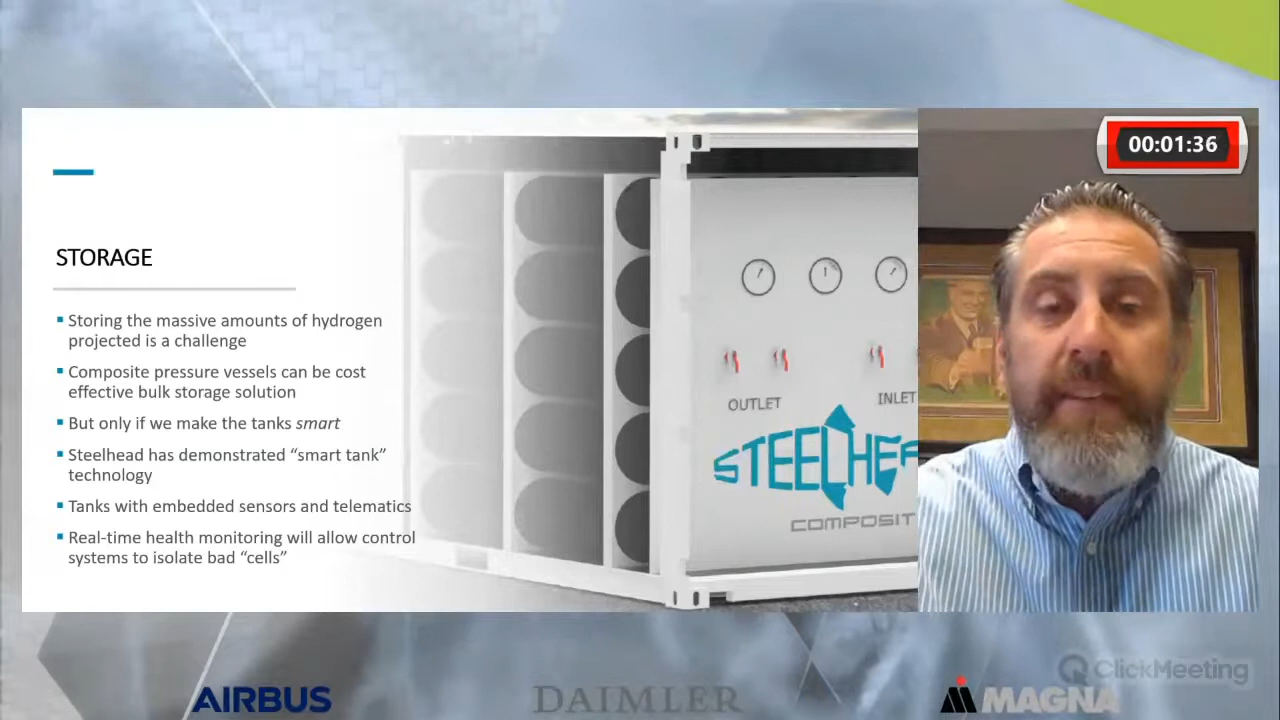 00:01:36
STORAGE
Storing the massive amounts of hydrogen
projected is a challenge
Composite pressure vessels can be cost
effective bulk storage solution
But only if we make the tanks smart
Steelhead has demonstrated “smart tank”
technology
Tanks with embedded sensors and telematics
Real-time health monitoring will allow control
systems to isolate bad “cells”
OUTLET
INLET
STEELHEA
COMPOSIT
ClickMeeting
AIRBUS
DAIMLER
MAGNA